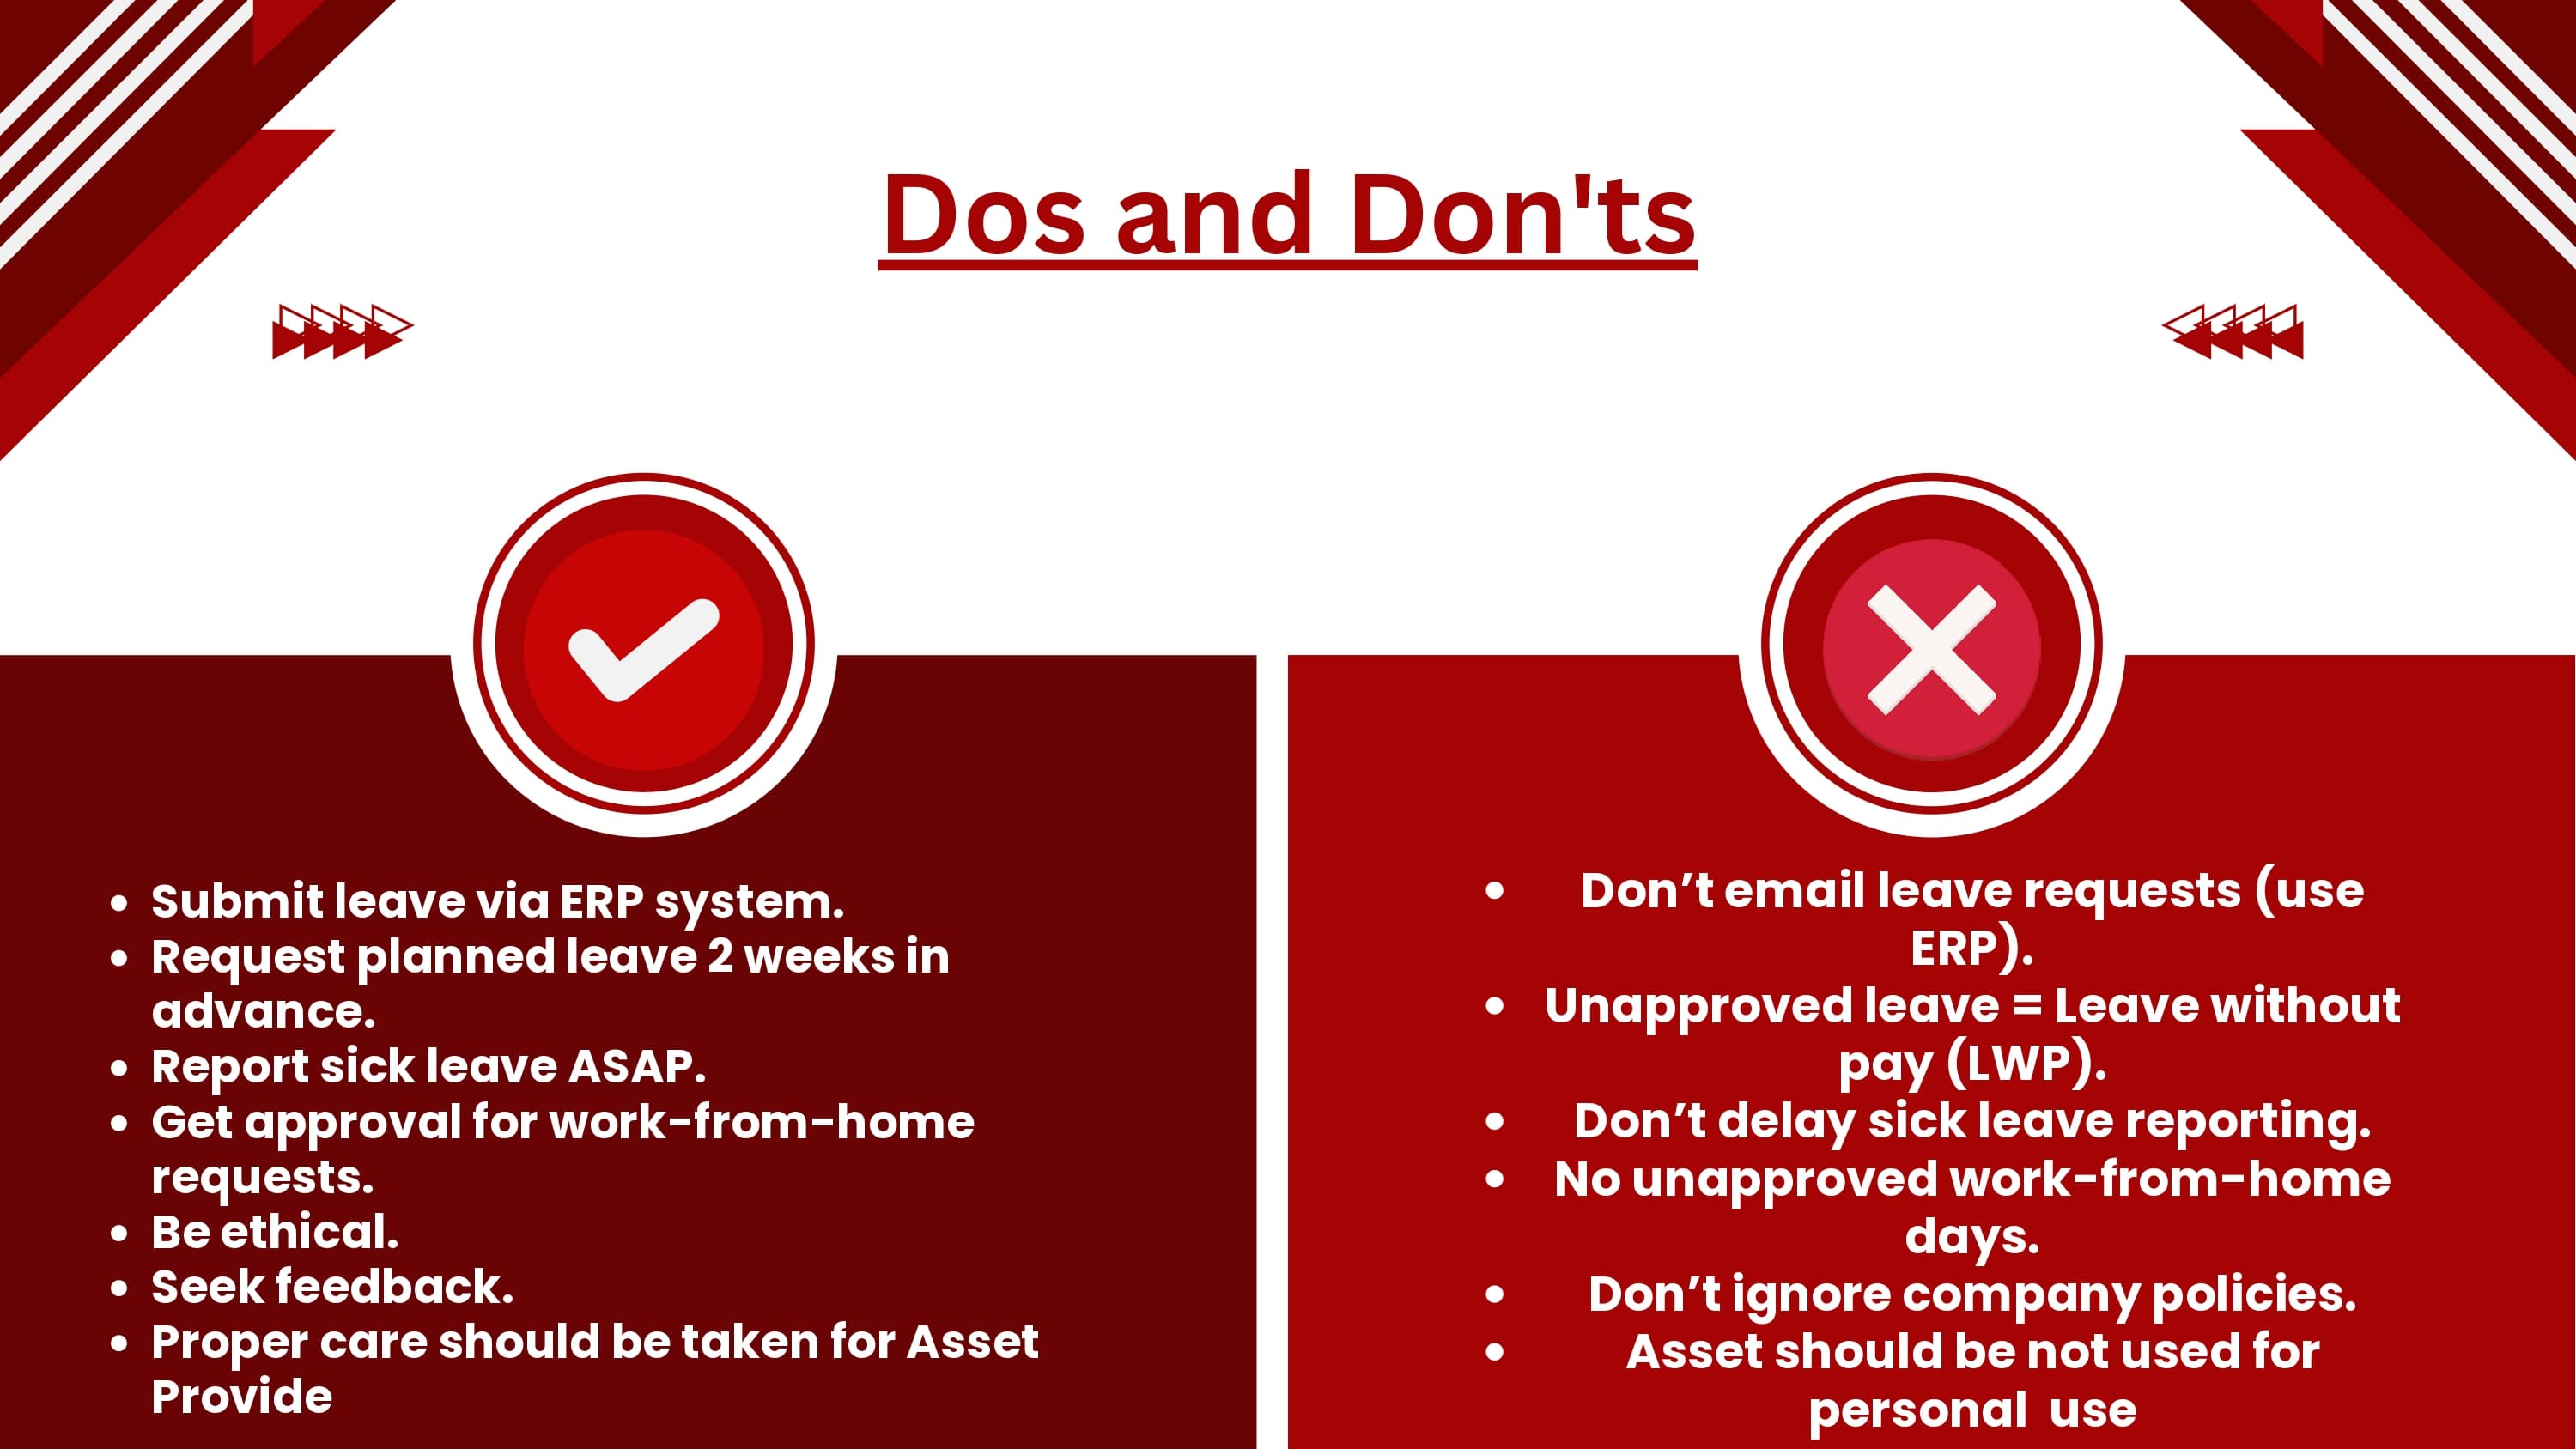 Dos and Don'ts
• Submit leave via ERP system.
• Request planned leave 2 weeks in
advance.
• Report sick leave ASAP.
• Get approval for work-from-home
requests.
• Be ethical.
• Seek feedback.
• Proper care should be taken for Asset
Provide
• Don’t email leave requests (use
ERP).
• Unapproved leave = Leave without
pay (LWP).
• Don’t delay sick leave reporting.
• No unapproved work-from-home
days.
• Don’t ignore company policies.
• Asset should be not used for
personal  use